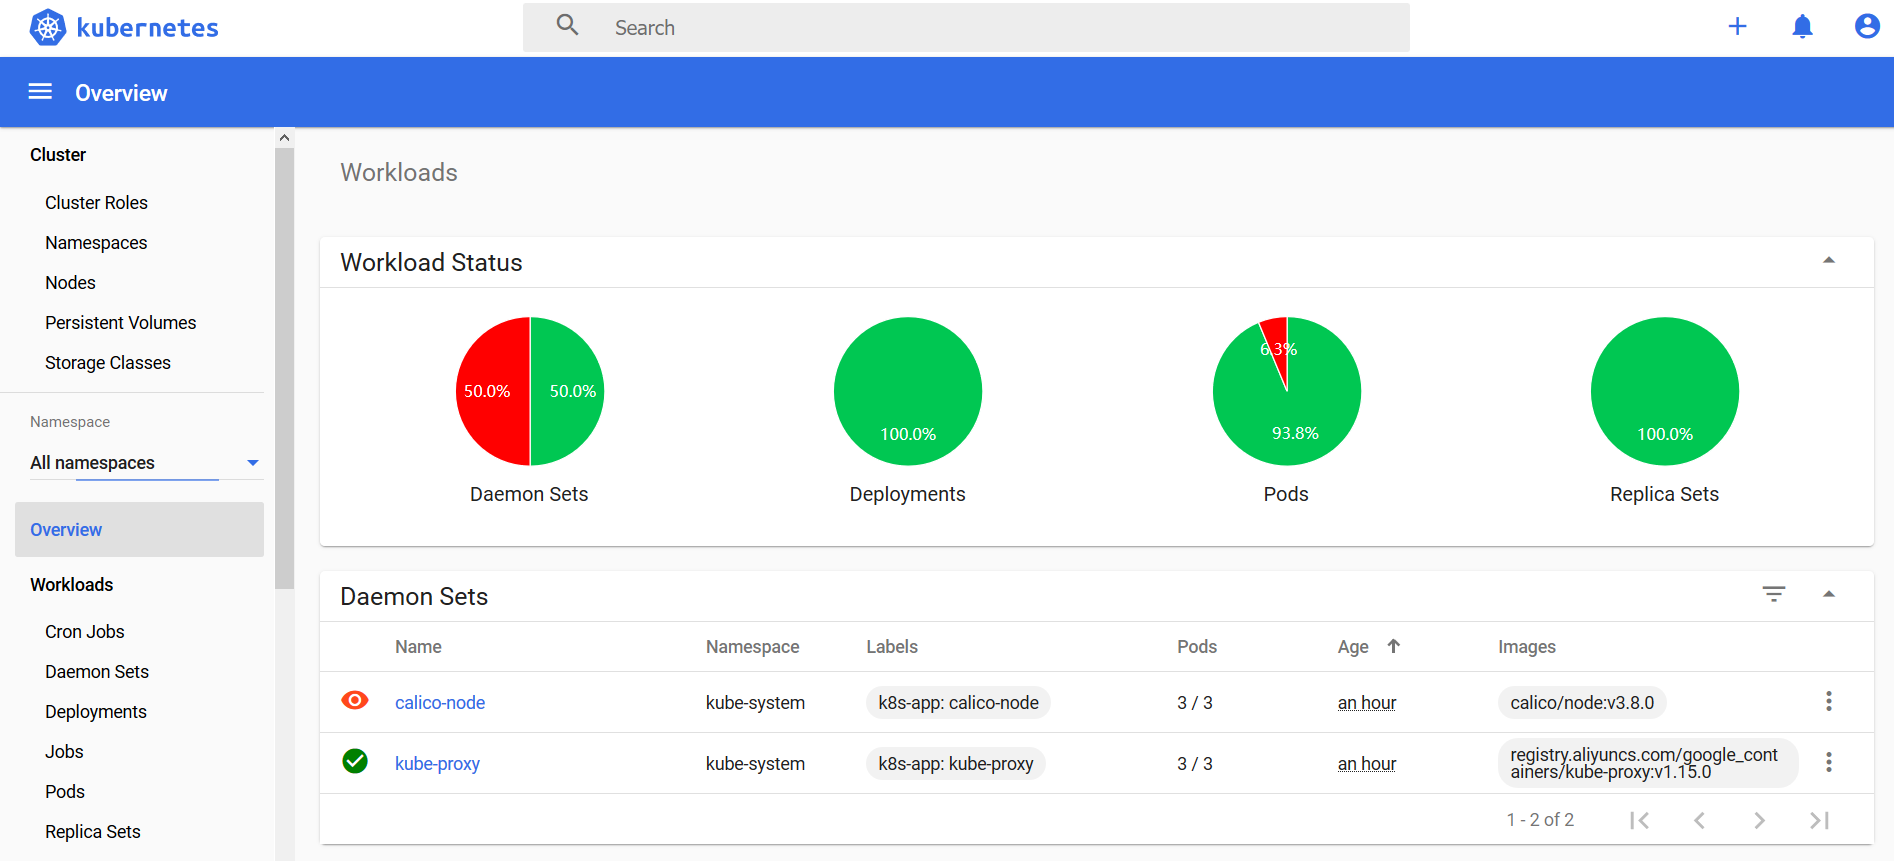 kubernetes
Search
Overview
Cluster
Cluster Roles
Namespaces
Nodes
Persistent Volumes
Storage Classes
Namespace
All namespaces
Overview
Workloads
Cron Jobs
Daemon Sets
Deployments
Jobs
Pods
Replica Sets
Workloads
Workload Status
50.0% 50.0%
Daemon Sets
100.0%
Deployments
6.3%
93.8%
Pods
100.0%
Replica Sets
Daemon Sets
Name Namespace Labels Pods Age Images
calico-node kube-system k8s-app: calico-node 3 / 3 an hour calico/node:v3.8.0
kube-proxy kube-system k8s-app: kube-proxy 3 / 3 an hour registry.aliyuncs.com/google_cont
ainers/kube-proxy:v1.15.0
1 - 2 of 2